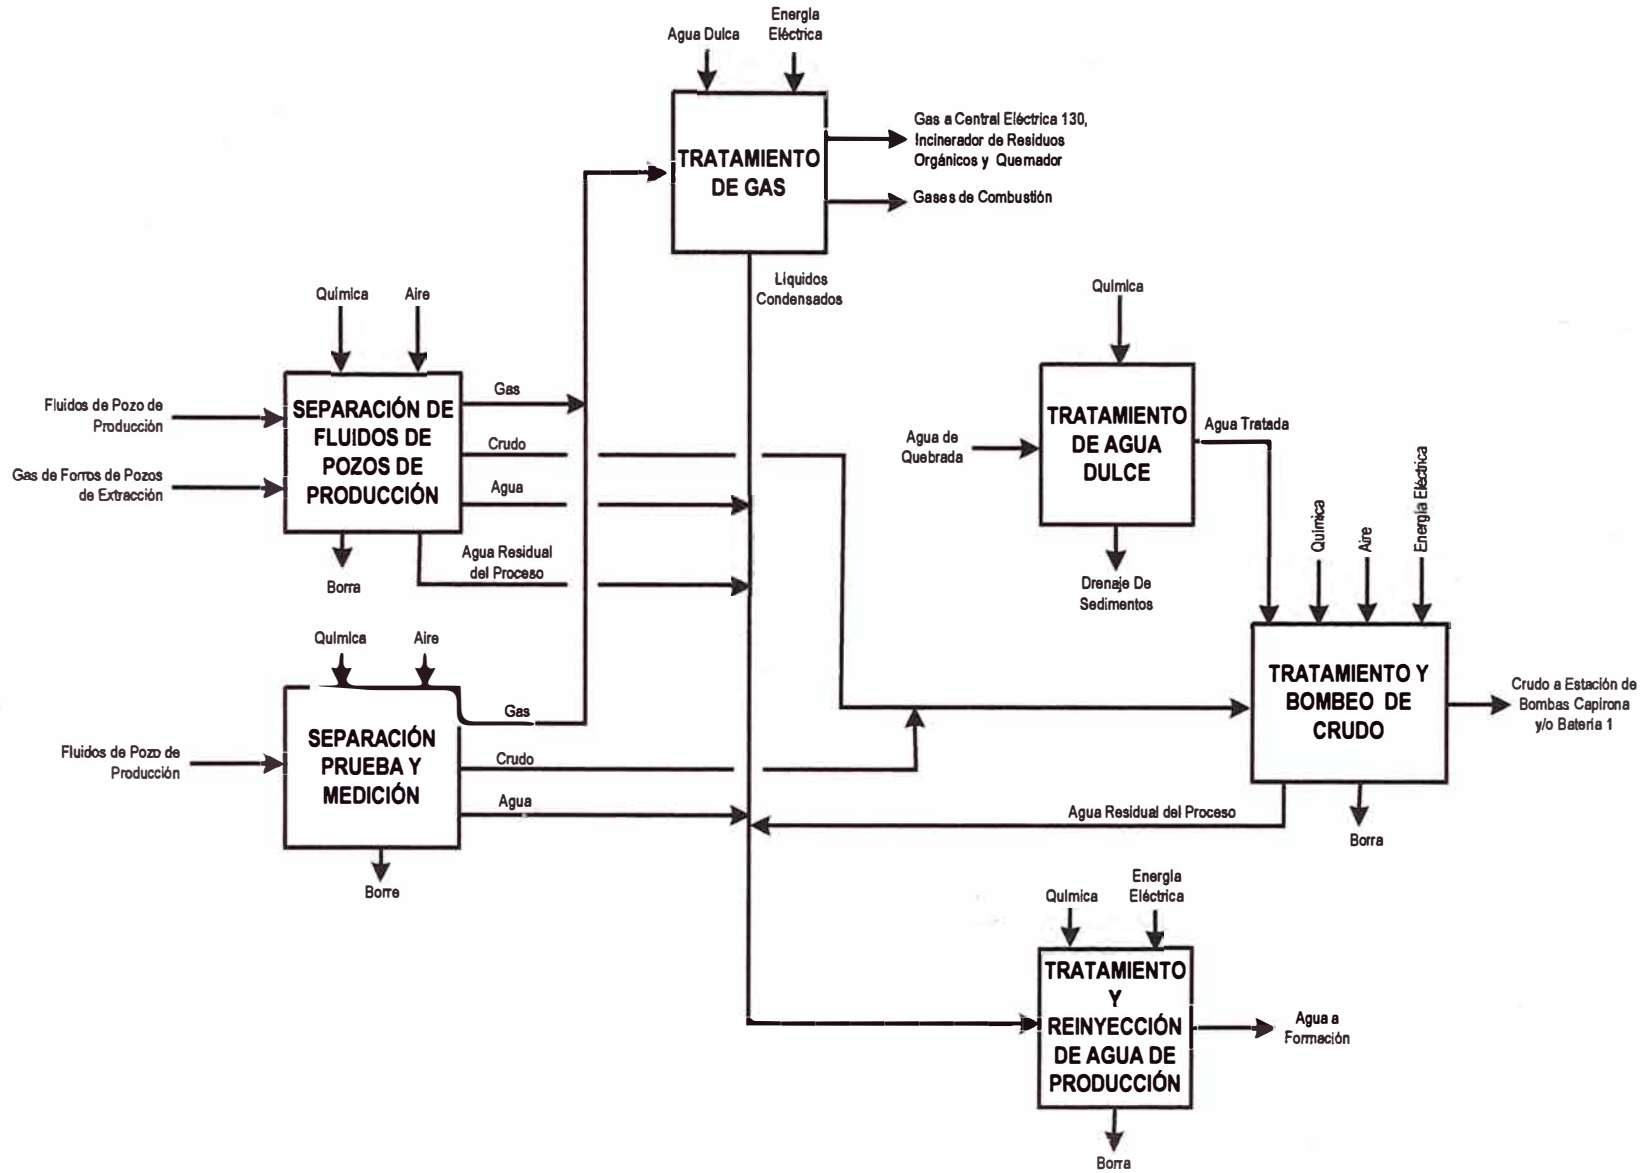 Agua Dulca
Energía
Eléctrica
TRATAMIENTO
DE GAS
Gas a Central Eléctrica 130,
Incinerador de Residuos
Orgánicos y Quemador
Gases de Combustión
Líquidos
Condensados
Química
Aire
Fluidos de Pozo de
Producción
Gas de Forros de Pozos
de Extracción
SEPARACIÓN DE
FLUIDOS DE
POZOS DE
PRODUCCIÓN
Gas
Crudo
Agua
Agua Residual
del Proceso
Borra
Química
Agua de
Quebrada
TRATAMIENTO
DE AGUA
DULCE
Agua Tratada
Drenaje De
Sedimentos
Química
Aire
Energía Eléctrica
Química
Aire
Fluidos de Pozo de
Producción
SEPARACIÓN
PRUEBA Y
MEDICIÓN
Gas
Crudo
Agua
Borre
TRATAMIENTO Y
BOMBEO DE
CRUDO
Crudo a Estación de
Bombas Capirona
y/o Batería 1
Agua Residual del Proceso
Borra
Química
Energía
Eléctrica
TRATAMIENTO
Y
REINYECCIÓN
DE AGUA DE
PRODUCCIÓN
Agua a
Formación
Borra